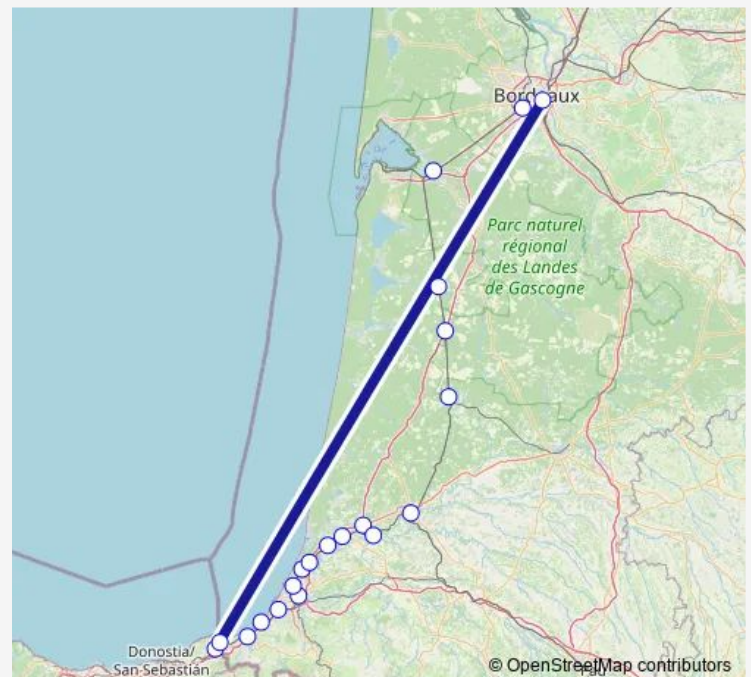 Bordeaux
Parc naturel
régional
des Landes
de Gascogne
Donostia/
San Sebastián
© OpenStreetMap contributors